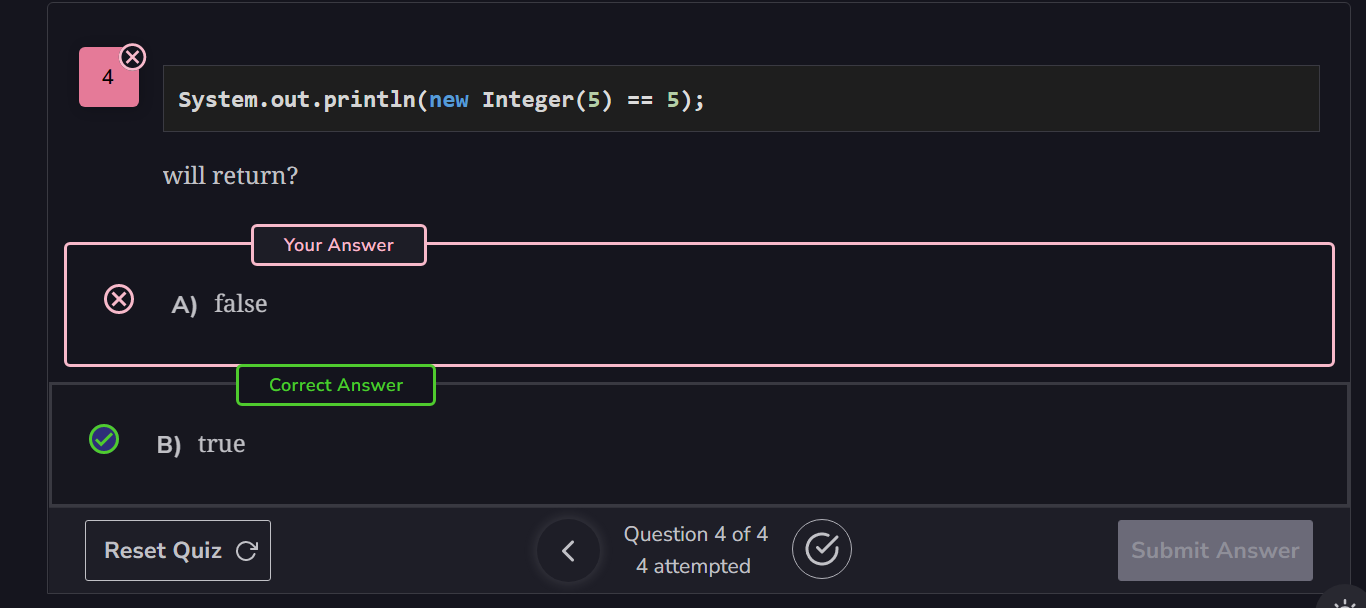 4
System.out.println(new Integer(5) == 5);
will return?
Your Answer
A) false
Correct Answer
B) true
Reset Quiz
Question 4 of 4
4 attempted
Submit Answer